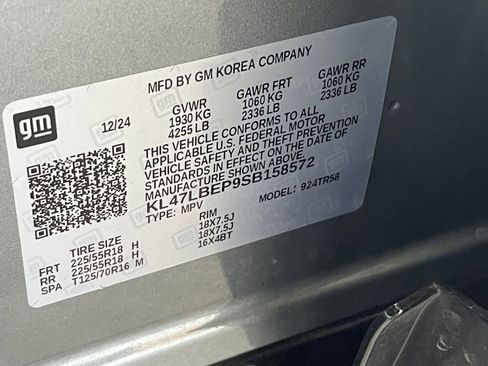 MFD BY GM KOREA COMPANY
gm
12/24
GVWR GAWR FRT GAWR RR
1930 KG 1060 KG 1060 KG
4255 LB 2336 LB 2336 LB
THIS VEHICLE CONFORMS TO ALL
APPLICABLE U.S. FEDERAL MOTOR
VEHICLE SAFETY AND THEFT PREVENTION
STANDARDS IN EFFECT ON THE DATE OF
MANUFACTURE SHOWN ABOVE.
KL47LBEP9SB158572
TYPE: MPV MODEL: 924TR58
TIRE SIZE RIM
FRT 225/55R18 H 18X7.5J
RR 225/55R18 H 18X7.5J
SPA T125/70R16 M 16X4BT